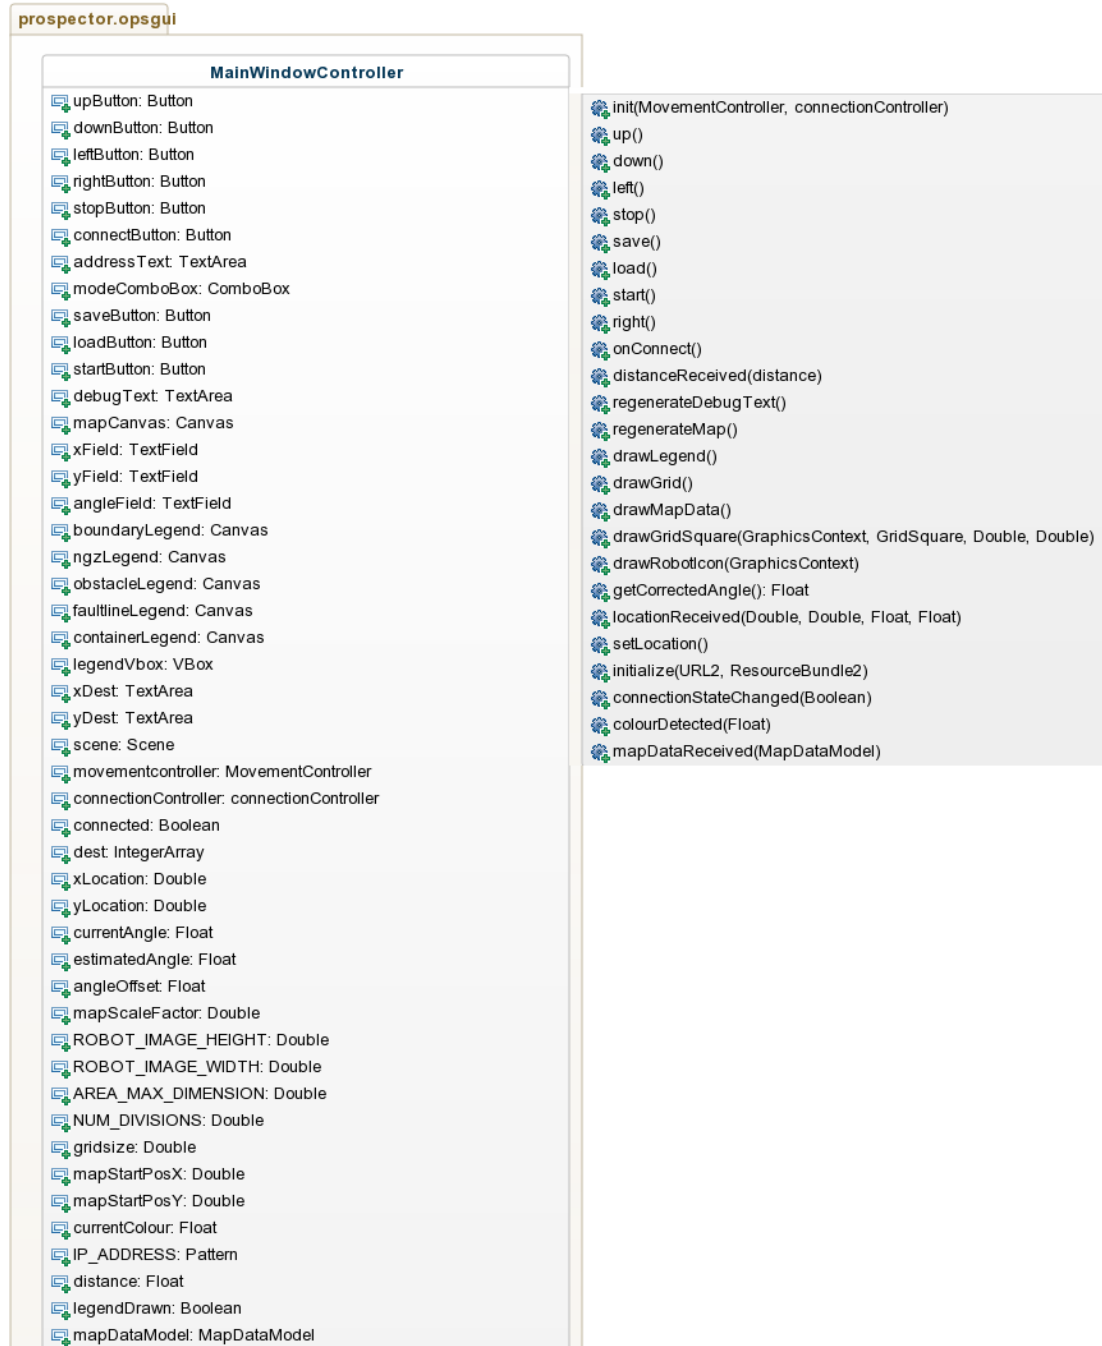 prospector.opsgui
MainWindowController
upButton: Button
downButton: Button
leftButton: Button
rightButton: Button
stopButton: Button
connectButton: Button
addressText: TextArea
modeComboBox: ComboBox
saveButton: Button
loadButton: Button
startButton: Button
debugText: TextArea
mapCanvas: Canvas
xField: TextField
yField: TextField
angleField: TextField
boundaryLegend: Canvas
ngzLegend: Canvas
obstacleLegend: Canvas
faultlineLegend: Canvas
containerLegend: Canvas
legendVbox: VBox
xDest: TextArea
yDest: TextArea
scene: Scene
movementcontroller: MovementController
connectionController: connectionController
connected: Boolean
dest: IntegerArray
xLocation: Double
yLocation: Double
currentAngle: Float
estimatedAngle: Float
angleOffset: Float
mapScaleFactor: Double
ROBOT_IMAGE_HEIGHT: Double
ROBOT_IMAGE_WIDTH: Double
AREA_MAX_DIMENSION: Double
NUM_DIVISIONS: Double
gridsize: Double
mapStartPosX: Double
mapStartPosY: Double
currentColour: Float
IP_ADDRESS: Pattern
distance: Float
legendDrawn: Boolean
mapDataModel: MapDataModel
init(MovementController, connectionController)
up()
down()
left()
stop()
save()
load()
start()
right()
onConnect()
distanceReceived(distance)
regenerateDebugText()
regenerateMap()
drawLegend()
drawGrid()
drawMapData()
drawGridSquare(GraphicsContext, GridSquare, Double, Double)
drawRobotIcon(GraphicsContext)
getCorrectedAngle(): Float
locationReceived(Double, Double, Float, Float)
setLocation()
initialize(URL2, ResourceBundle2)
connectionStateChanged(Boolean)
colourDetected(Float)
mapDataReceived(MapDataModel)